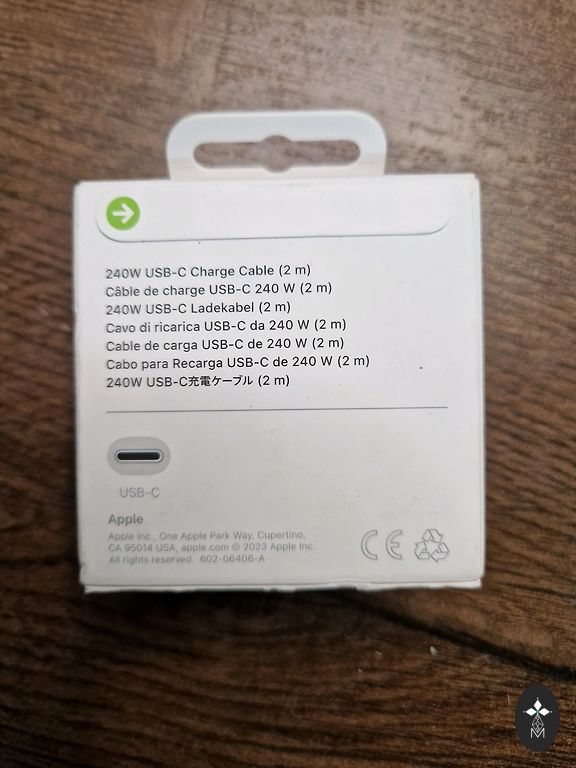 240W USB-C Charge Cable (2 m)
Câble de charge USB-C 240 W (2 m)
240W USB-C Ladekabel (2 m)
Cavo di ricarica USB-C da 240 W (2 m)
Cable de carga USB-C de 240 W (2 m)
Cabo para Recarga USB-C de 240 W (2 m)
240W USB-C充電ケーブル (2 m)
USB-C
Apple
Apple Inc., One Apple Park Way, Cupertino,
CA 95014 USA, apple.com © 2023 Apple Inc.
All rights reserved. 602-06406-A
CE
M